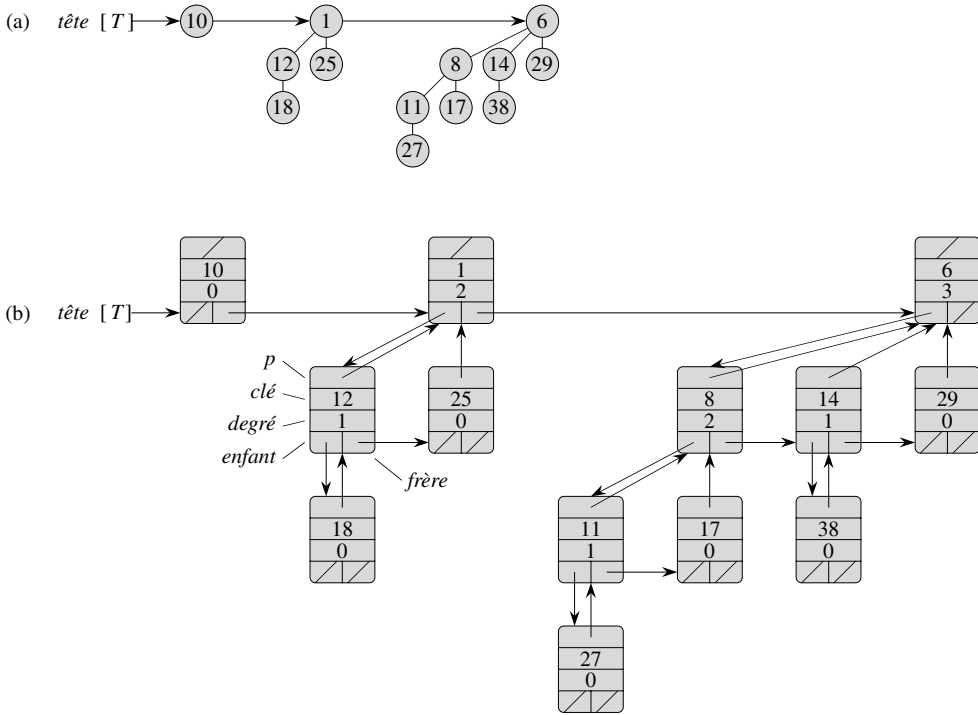 (a) tête [T] 10 1 6
12 25 8 14 29
18 11 17 38
27
10 1 6
0 2 3
(b) tête [T]
p
clé 12 25 8 14 29
degré 1 0 2 1 0
enfant
frère
18 11 17 38
0 1 0 0
27
0